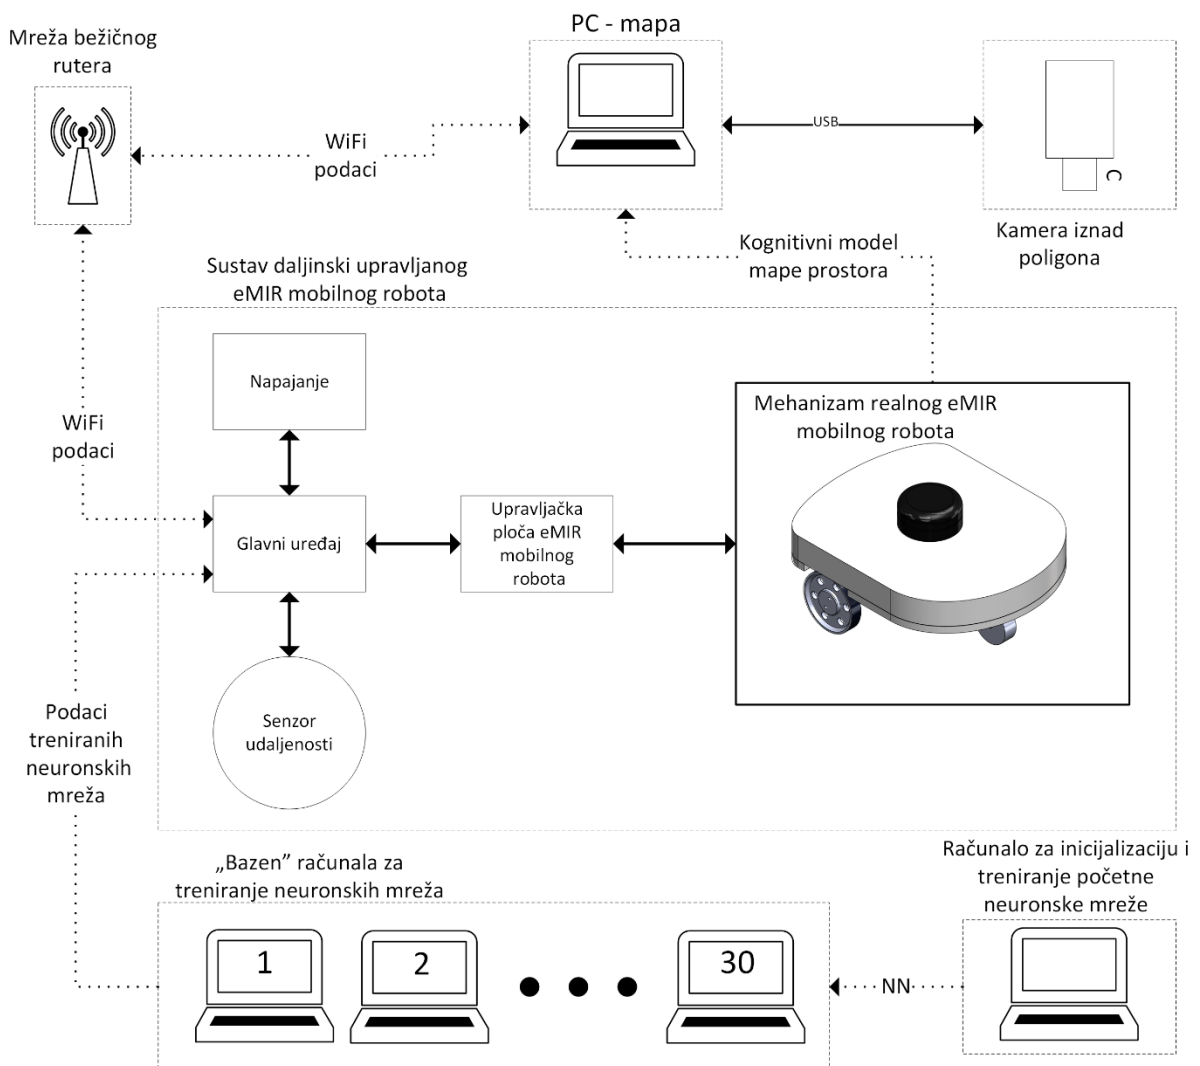 PC - mapa
Mreža bežičnog
rutera
WiFi
podaci
USB
C
Kamera iznad
poligona
Kognitivni model
mape prostora
Sustav daljinski upravljanog
eMIR mobilnog robota
Napajanje
Mehanizam realnog eMIR
mobilnog robota
WiFi
podaci
Glavni uređaj
Upravljačka
ploča eMIR
mobilnog
robota
Senzor
udaljenosti
Podaci
treniranih
neuronskih
mreža
„Bazen” računala za
treniranje neuronskih mreža
Računalo za inicijalizaciju i
treniranje početne
neuronske mreže
1
2
30
NN